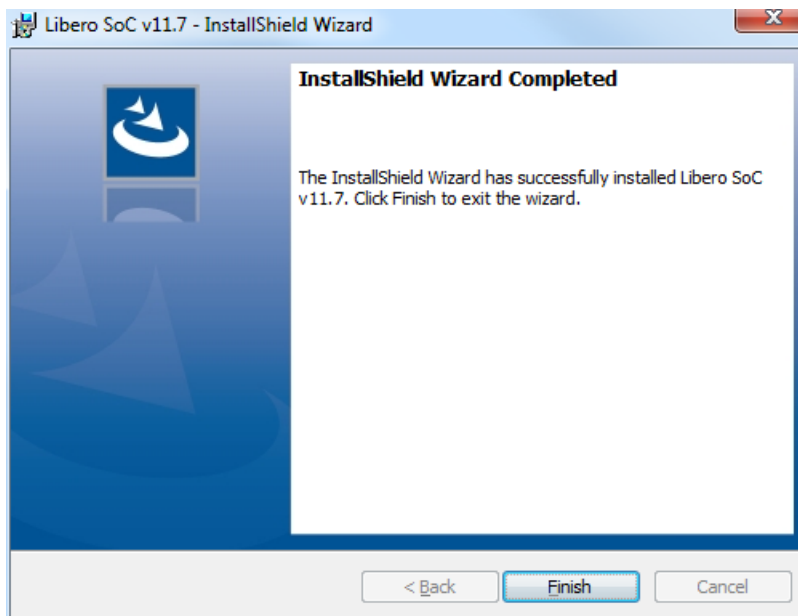 Libero SoC v11.7 - InstallShield Wizard
InstallShield Wizard Completed
The InstallShield Wizard has successfully installed Libero SoC
v11.7. Click Finish to exit the wizard.
< Back
Finish
Cancel